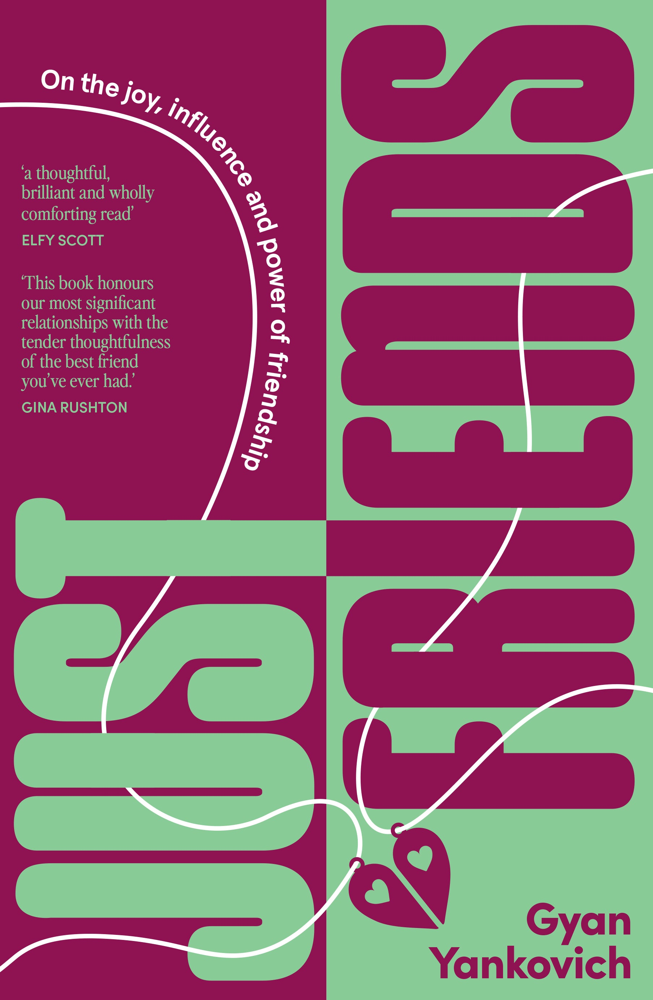 JUST
FRIENDS
On the joy, influence and power of friendship
‘a thoughtful,
brilliant and wholly
comforting read’
ELFY SCOTT
‘This book honours
our most significant
relationships with the
tender thoughtfulness
of the best friend
you’ve ever had.’
GINA RUSHTON
Gyan
Yankovich